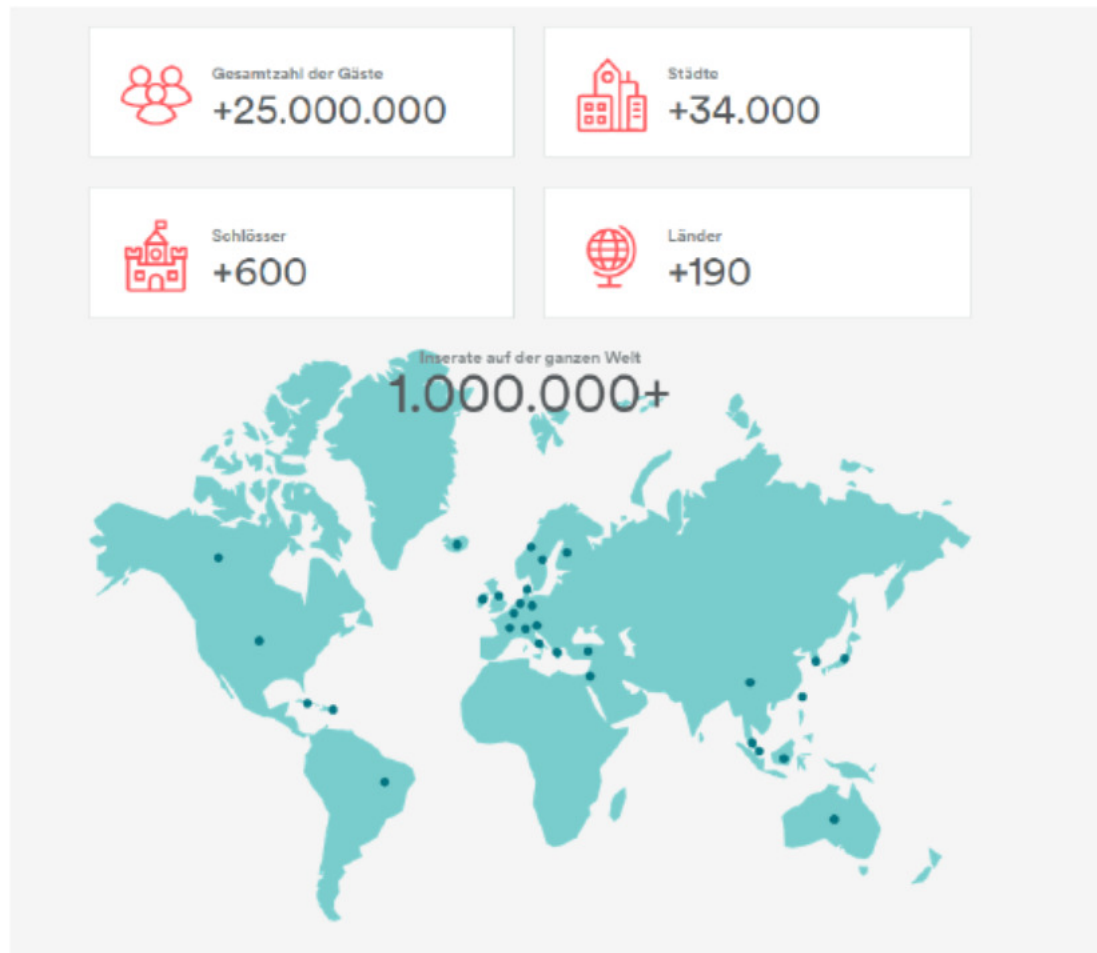 Gesamtzahl der Gäste
+25.000.000
Städte
+34.000
Schlösser
+600
Länder
+190
Inserate auf der ganzen Welt
1.000.000+